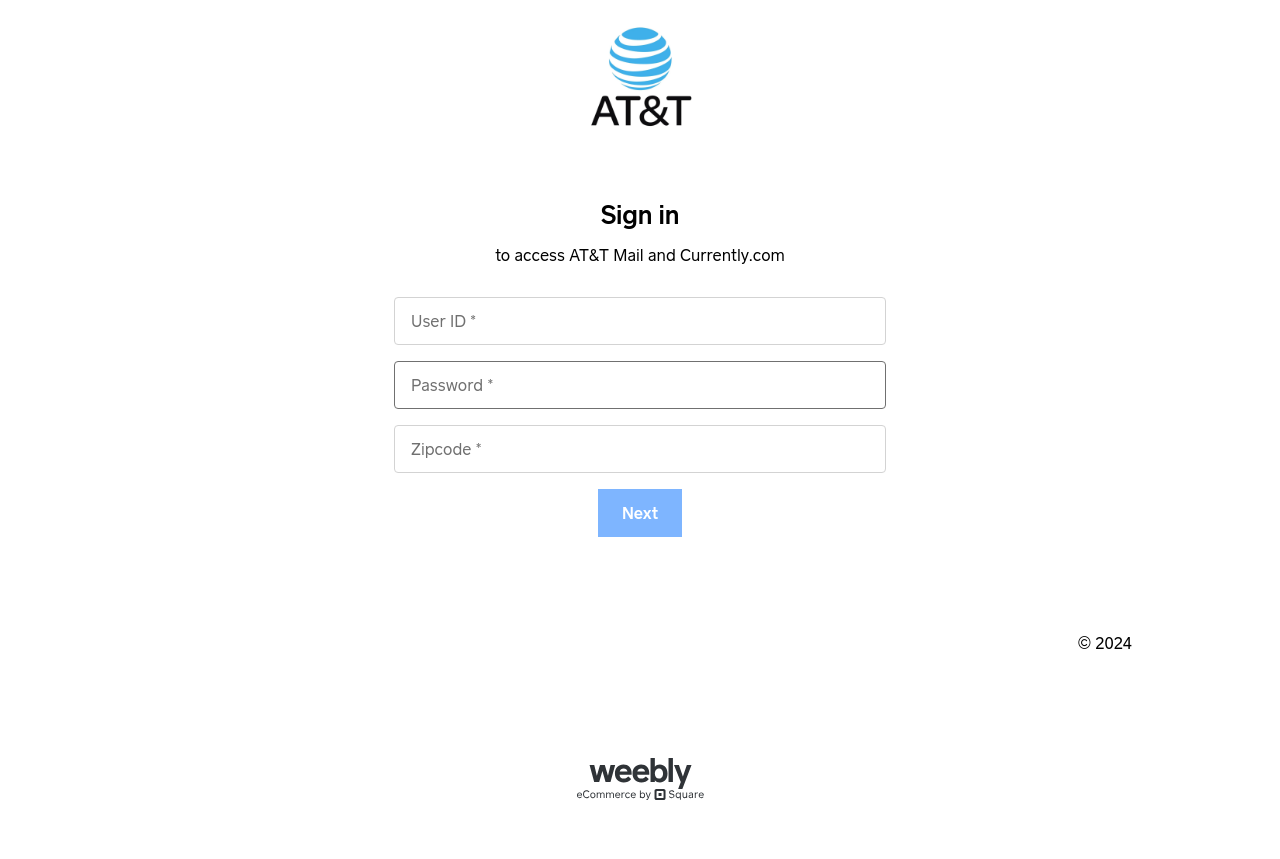 AT&T
Sign in
to access AT&T Mail and Currently.com
User ID *
Password *
Zipcode *
Next
© 2024
weebly
eCommerce by Square